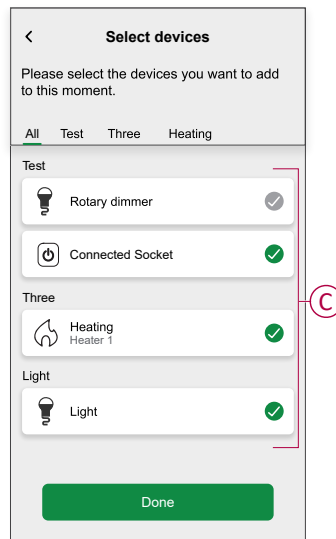 Select devices
Please select the devices you want to add
to this moment.
All Test Three Heating
Test
Rotary dimmer
Connected Socket
Three
Heating
Heater 1
Light
Light
Done
C